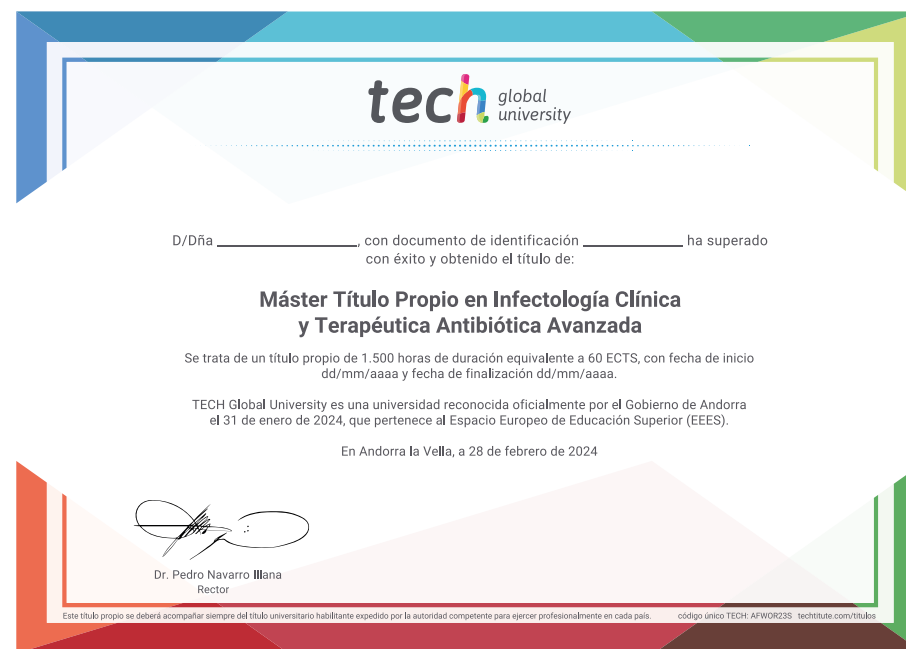 tech global university
D/Dña ____________________, con documento de identificación ______________ ha superado
con éxito y obtenido el título de:
Máster Título Propio en Infectología Clínica
y Terapéutica Antibiótica Avanzada
Se trata de un título propio de 1.500 horas de duración equivalente a 60 ECTS, con fecha de inicio
dd/mm/aaaa y fecha de finalización dd/mm/aaaa.
TECH Global University es una universidad reconocida oficialmente por el Gobierno de Andorra
el 31 de enero de 2024, que pertenece al Espacio Europeo de Educación Superior (EEES).
En Andorra la Vella, a 28 de febrero de 2024
Dr. Pedro Navarro Illana
Rector
Este título propio se deberá acompañar siempre del título universitario habilitante expedido por la autoridad competente para ejercer profesionalmente en cada país. código único TECH: AFWOR23S techtitute.com/titulos